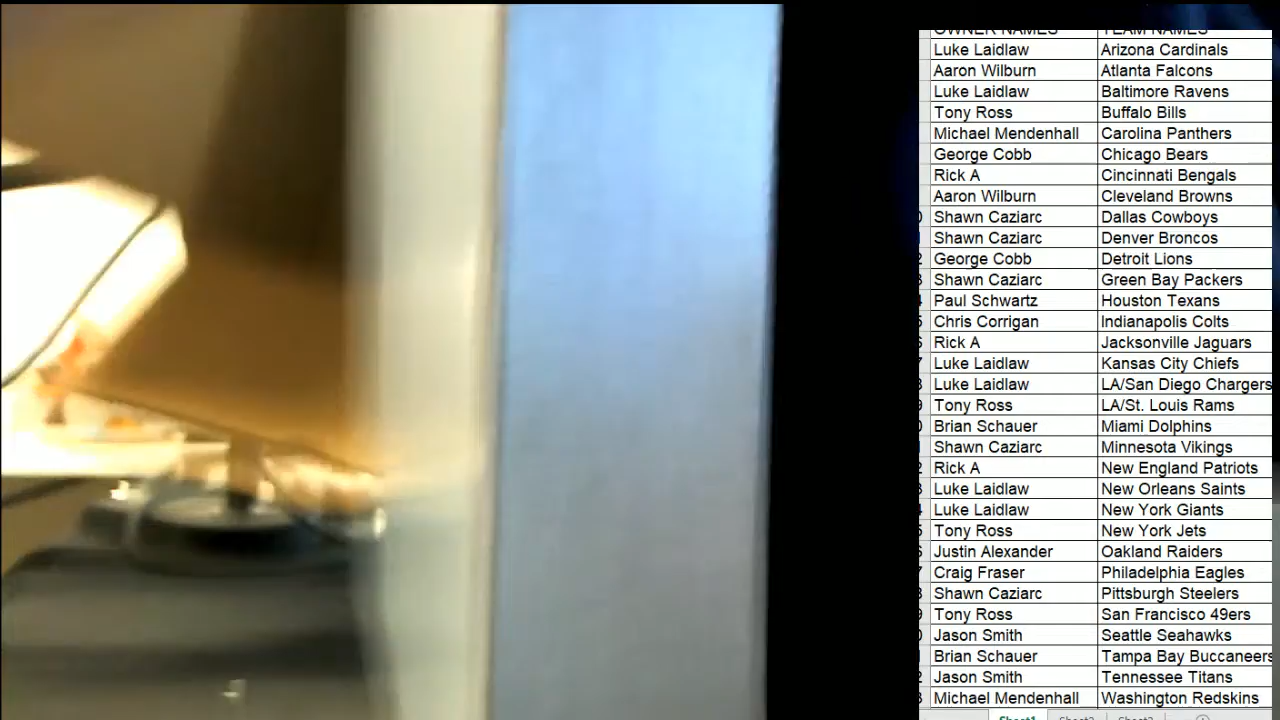 OWNER NAMES TEAM NAMES
Luke Laidlaw Arizona Cardinals
Aaron Wilburn Atlanta Falcons
Luke Laidlaw Baltimore Ravens
Tony Ross Buffalo Bills
Michael Mendenhall Carolina Panthers
George Cobb Chicago Bears
Rick A Cincinnati Bengals
Aaron Wilburn Cleveland Browns
Shawn Caziarc Dallas Cowboys
Shawn Caziarc Denver Broncos
George Cobb Detroit Lions
Shawn Caziarc Green Bay Packers
Paul Schwartz Houston Texans
Chris Corrigan Indianapolis Colts
Rick A Jacksonville Jaguars
Luke Laidlaw Kansas City Chiefs
Luke Laidlaw LA/San Diego Chargers
Tony Ross LA/St. Louis Rams
Brian Schauer Miami Dolphins
Shawn Caziarc Minnesota Vikings
Rick A New England Patriots
Luke Laidlaw New Orleans Saints
Luke Laidlaw New York Giants
Tony Ross New York Jets
Justin Alexander Oakland Raiders
Craig Fraser Philadelphia Eagles
Shawn Caziarc Pittsburgh Steelers
Tony Ross San Francisco 49ers
Jason Smith Seattle Seahawks
Brian Schauer Tampa Bay Buccaneers
Jason Smith Tennessee Titans
Michael Mendenhall Washington Redskins
Sheet1 Sheet2 Sheet3